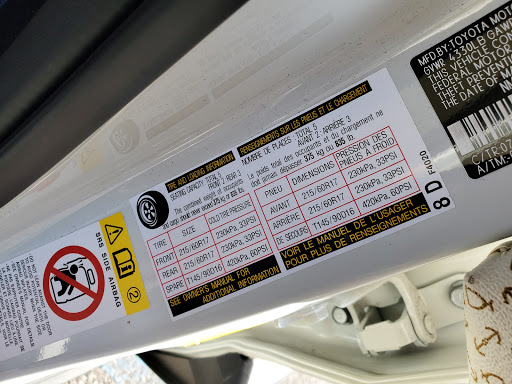 TIRE AND LOADING INFORMATION
SEATING CAPACITY TOTAL 5 FRONT 2 REAR 3
The combined weight of occupants
and cargo should never exceed 375 kg or 825 lbs.
TIRE SIZE COLD TIRE PRESSURE
FRONT 215/60R17 230kPa, 33PSI
REAR 215/60R17 230kPa, 33PSI
SPARE T145/90D16 420kPa, 60PSI
SEE OWNER'S MANUAL FOR
ADDITIONAL INFORMATION
RENSEIGNEMENTS SUR LES PNEUS ET LE CHARGEMENT
NOMBRE DE PLACES TOTAL 5
AVANT 2 ARRIÈRE 3
Le poids total des occupants et du chargement ne
doit jamais dépasser 375 kg ou 825 lb.
PNEU DIMENSIONS PRESSION DES PNEUS À FROID
AVANT 215/60R17 230kPa, 33PSI
ARRIÈRE 215/60R17 230kPa, 33PSI
DE SECOURS T145/90D16 420kPa, 60PSI
VOIR LE MANUEL DE L'USAGER
POUR PLUS DE RENSEIGNEMENTS
8D
F4020
SRS SIDE AIRBAG
2
MFD BY: TOYOTA MOTO
GVWR 4330LB GAWR
THIS VEHICLE CON
FEDERAL MOTOR
THEFT PREVENT
THE DATE OF MA
C/TR:07
A/TM: